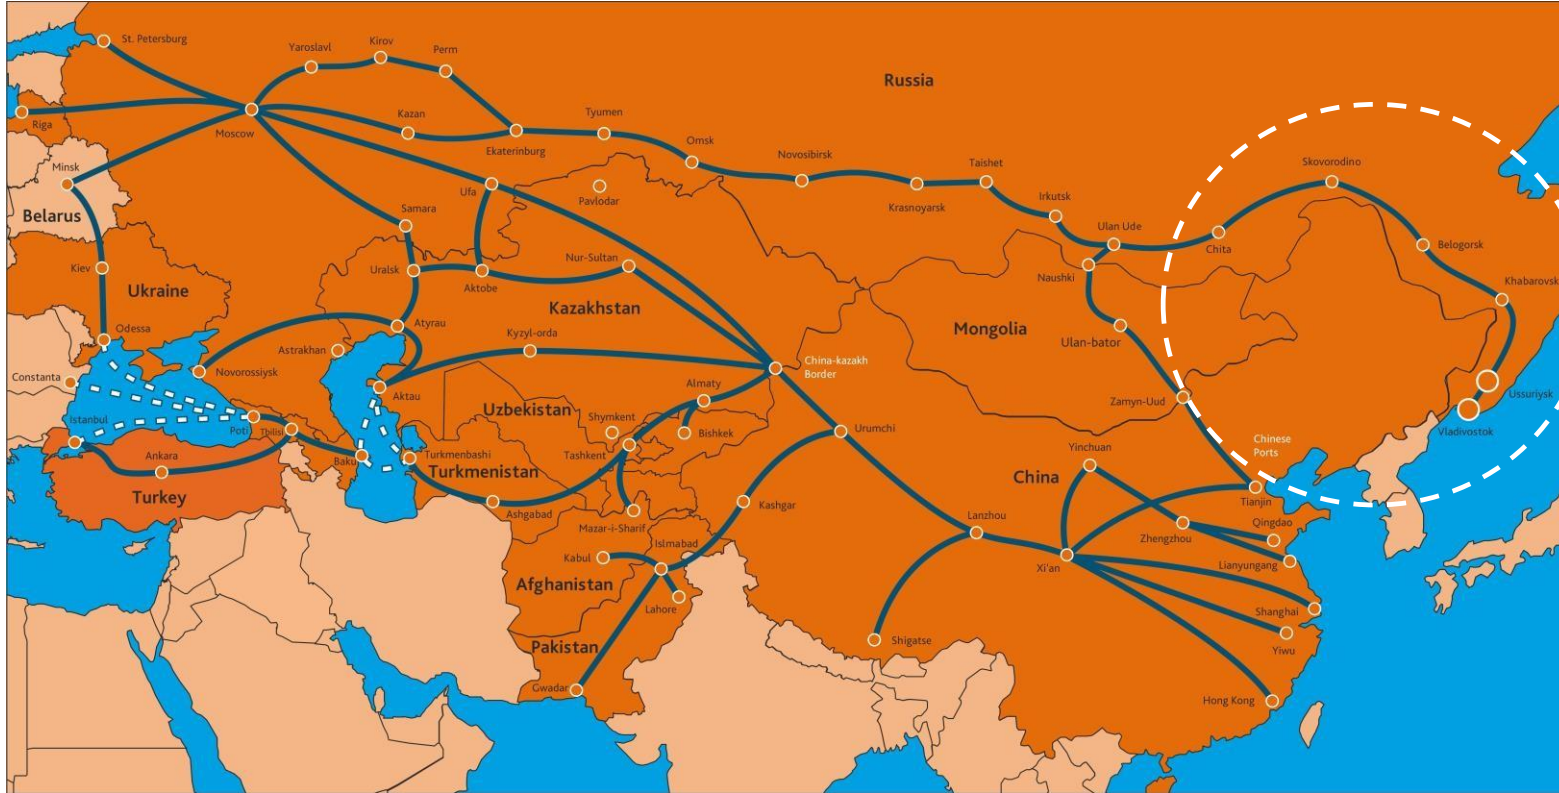 St. Petersburg
Yaroslavl
Kirov
Perm
Russia
Riga
Moscow
Kazan
Ekaterinburg
Tyumen
Omsk
Novosibirsk
Krasnoyarsk
Taishet
Irkutsk
Ulan Ude
Chita
Skovorodino
Belogorsk
Khabarovsk
Minsk
Belarus
Ufa
Pavlodar
Samara
Naushki
Kiev
Ukraine
Uralsk
Aktobe
Nur-Sultan
Kazakhstan
Mongolia
Ulan-bator
Odessa
Atyrau
Astrakhan
Kyzyl-orda
China-kazakh
Border
Constanta
Novorossiysk
Aktau
Almaty
Zamyn-Uud
Ussuriysk
Vladivostok
Istanbul
Poti
Tbilisi
Uzbekistan
Shymkent
Bishkek
Urumchi
Chinese
Ports
Ankara
Baku
Turkmenbashi
Turkmenistan
Tashkent
Yinchuan
China
Turkey
Ashgabad
Mazar-i-Sharif
Kashgar
Lanzhou
Tianjin
Zhengzhou
Qingdao
Kabul
Islmabad
Xi'an
Lianyungang
Afghanistan
Lahore
Shanghai
Pakistan
Shigatse
Yiwu
Gwadar
Hong Kong